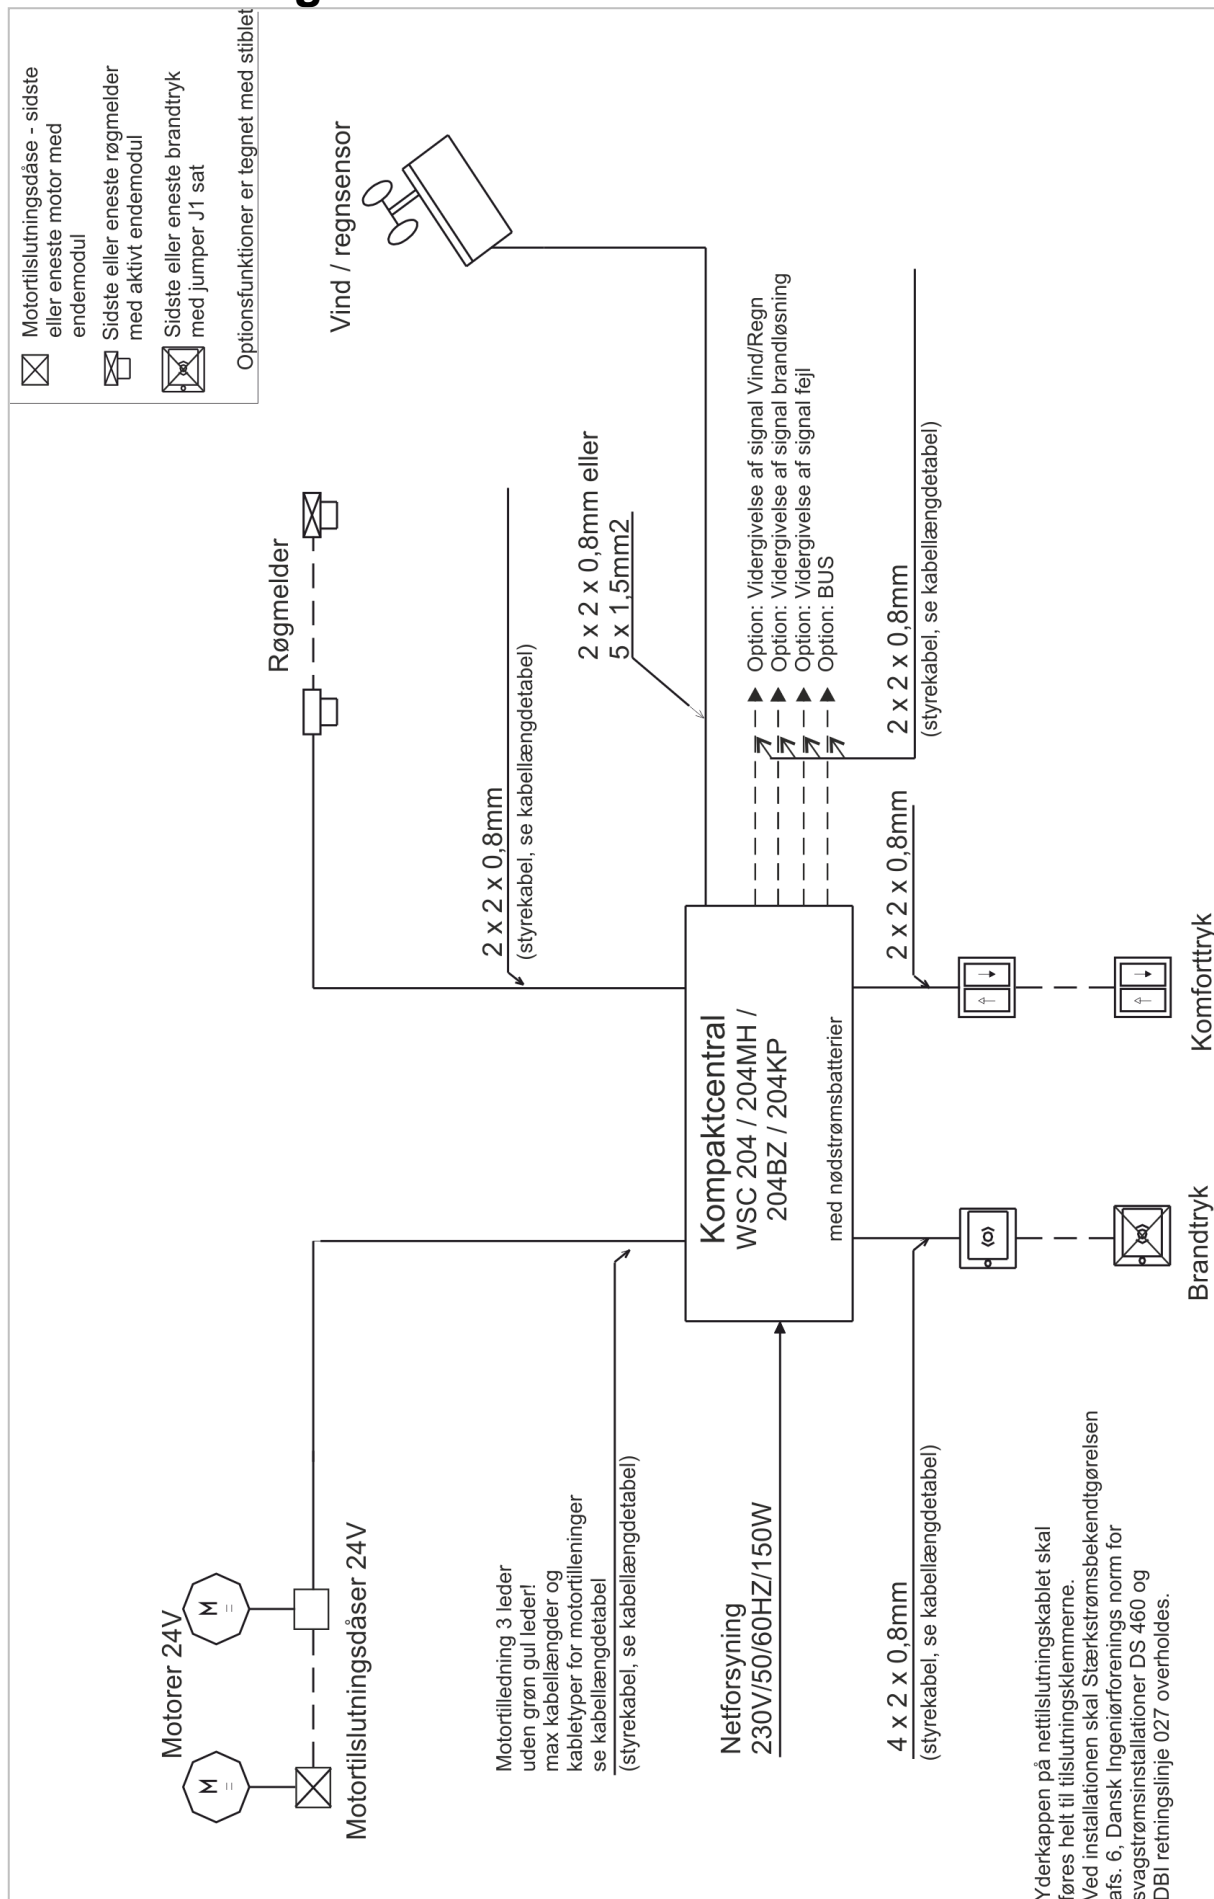 Motortilslutningsdåse - sidste
eller eneste motor med
endemodul
Sidste eller eneste røgmelder
med aktivt endemodul
Sidste eller eneste brandtryk
med jumper J1 sat
Optionsfunktioner er tegnet med stiblet
Motorer 24V
M
=
M
=
Motortilslutningsdåser 24V
Røgmelder
Vind / regnsensor
Motortilledning 3 leder
uden grøn gul leder!
max kabellængder og
kabletyper for motortilleninger
se kabellængdetabel
(styrekabel, se kabellængdetabel)
2 x 2 x 0,8mm
(styrekabel, se kabellængdetabel)
2 x 2 x 0,8mm eller
5 x 1,5mm2
Netforsyning
230V/50/60HZ/150W
Kompaktcentral
WSC 204 / 204MH /
204BZ / 204KP
med nødstrømsbatterier
Option: Vidergivelse af signal Vind/Regn
Option: Vidergivelse af signal brandløsning
Option: Vidergivelse af signal fejl
Option: BUS
4 x 2 x 0,8mm
(styrekabel, se kabellængdetabel)
2 x 2 x 0,8mm
2 x 2 x 0,8mm
(styrekabel, se kabellængdetabel)
Yderkappen på nettilslutningskablet skal
føres helt til tilslutningsklemmerne.
Ved installationen skal Stærkstrømsbekendtgørelsen
afs. 6, Dansk Ingeniørforenings norm for
svagstrømsinstallationer DS 460 og
DBI retningslinje 027 overholdes.
Brandtryk
Komforttryk